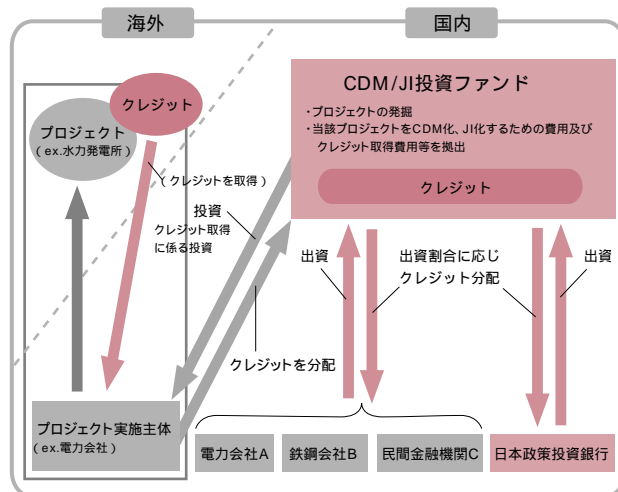 海外
国内
クレジット
プロジェクト
(ex.水力発電所)
CDM/JI投資ファンド
・プロジェクトの発掘
・当該プロジェクトをCDM化、JI化するための費用及び
クレジット取得費用等を拠出
クレジット
(クレジットを取得)
投資
クレジット取得
に係る投資
出資
出資割合に応じ
クレジット分配
出資
クレジットを分配
プロジェクト実施主体
(ex.電力会社)
電力会社A
鉄鋼会社B
民間金融機関C
日本政策投資銀行